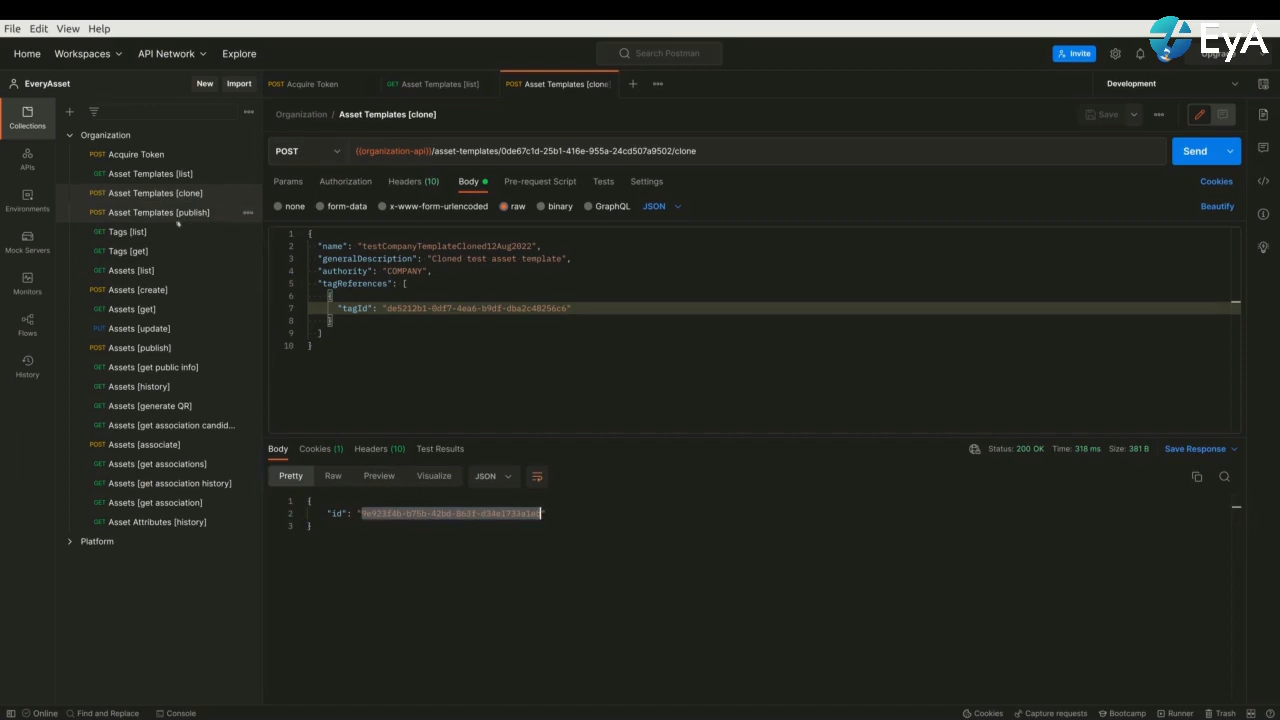 File Edit View Help
EyA
Home Workspaces API Network Explore Search Postman Invite
EveryAsset New Import POST Acquire Token GET Asset Templates [list] POST Asset Templates [clone] Development
Collections
APIs
Environments
Mock Servers
Monitors
Flows
History
Organization
POST Acquire Token
GET Asset Templates [list]
POST Asset Templates [clone]
POST Asset Templates [publish]
GET Tags [list]
GET Tags [get]
GET Assets [list]
POST Assets [create]
GET Assets [get]
PUT Assets [update]
POST Assets [publish]
GET Assets [get public info]
GET Assets [history]
GET Assets [generate QR]
GET Assets [get association candid...
POST Assets [associate]
GET Assets [get associations]
GET Assets [get association history]
GET Assets [get association]
GET Asset Attributes [history]
Platform
Organization / Asset Templates [clone] Save
POST {{organization-api}}/asset-templates/0de67c1d-25b1-416e-955a-24cd507a9502/clone Send
Params Authorization Headers (10) Body Pre-request Script Tests Settings Cookies
none form-data x-www-form-urlencoded raw binary GraphQL JSON Beautify
1 {
2 "name": "testCompanyTemplateCloned12Aug2022",
3 "generalDescription": "Cloned test asset template",
4 "authority": "COMPANY",
5 "tagReferences": [
6 {
7 "tagId": "de5212b1-0df7-4ea6-b9df-dba2c48256c6"
8 }
9 ]
10 }
Body Cookies (1) Headers (10) Test Results Status: 200 OK Time: 318 ms Size: 381 B Save Response
Pretty Raw Preview Visualize JSON
1 {
2 "id":
3 }
Online Find and Replace Console Cookies Capture requests Bootcamp Runner Trash